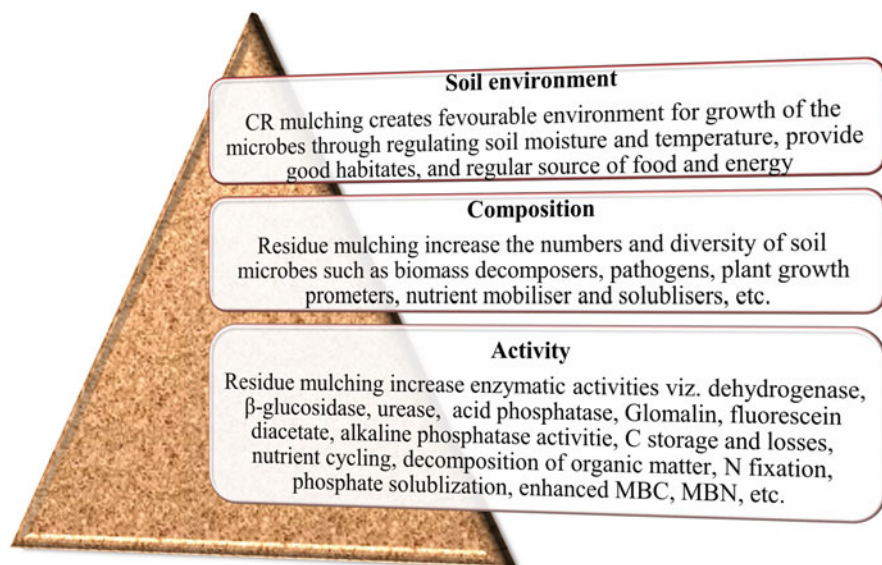 Soil environment
CR mulching creates fevourable environment for growth of the
microbes through regulating soil moisture and temperature, provide
good habitates, and regular source of food and energy
Composition
Residue mulching increase the numbers and diversity of soil
microbes such as biomass decomposers, pathogens, plant growth
prometers, nutrient mobiliser and solublisers, etc.
Activity
Residue mulching increase enzymatic activities viz. dehydrogenase,
β-glucosidase, urease, acid phosphatase, Glomalin, fluorescein
diacetate, alkaline phosphatase activitie, C storage and losses,
nutrient cycling, decomposition of organic matter, N fixation,
phosphate solublization, enhanced MBC, MBN, etc.